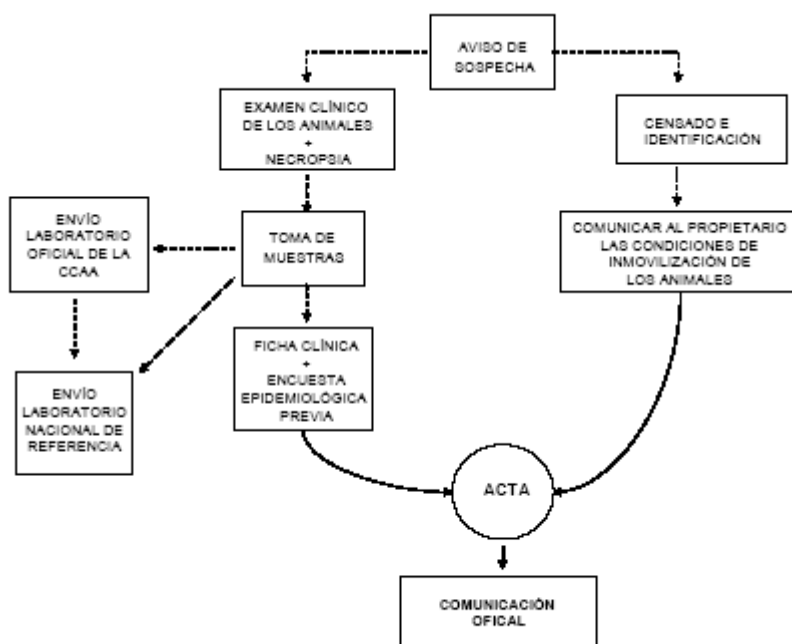 AVISO DE
SOSPECHA
EXAMEN CLÍNICO
DE LOS ANIMALES
+
NECROPSIA
CENSADO E
IDENTIFICACIÓN
ENVÍO
LABORATORIO
OFICIAL DE LA
CCAA
TOMA DE
MUESTRAS
COMUNICAR AL PROPIETARIO
LAS CONDICIONES DE
INMOVILIZACIÓN DE
LOS ANIMALES
FICHA CLÍNICA
+
ENCUESTA
EPIDEMIOLÓGICA
PREVIA
ENVÍO
LABORATORIO
NACIONAL DE
REFERENCIA
ACTA
COMUNICACIÓN
OFICAL